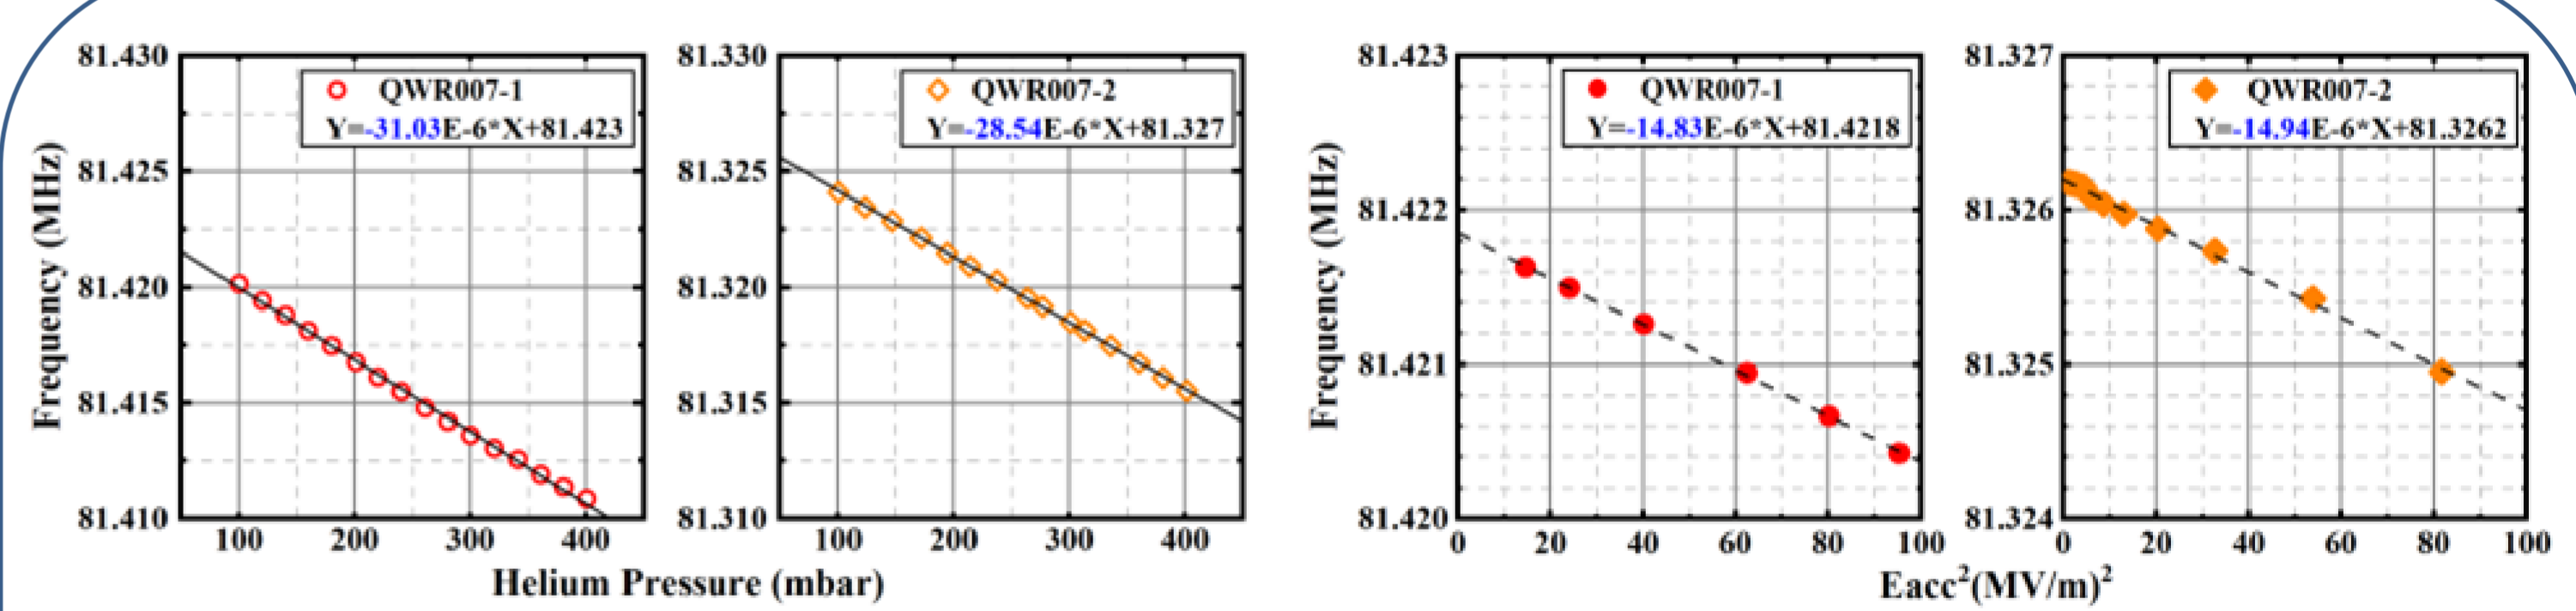 81.430
81.425
81.420
81.415
81.410
100 200 300 400
Frequency (MHz)
QWR007-1
Y=-31.03E-6*X+81.423
81.330
81.325
81.320
81.315
81.310
100 200 300 400
QWR007-2
Y=-28.54E-6*X+81.327
Helium Pressure (mbar)
81.423
81.422
81.421
81.420
0 20 40 60 80 100
Frequency (MHz)
QWR007-1
Y=-14.83E-6*X+81.4218
81.327
81.326
81.325
81.324
0 20 40 60 80 100
QWR007-2
Y=-14.94E-6*X+81.3262
Eacc²(MV/m)²